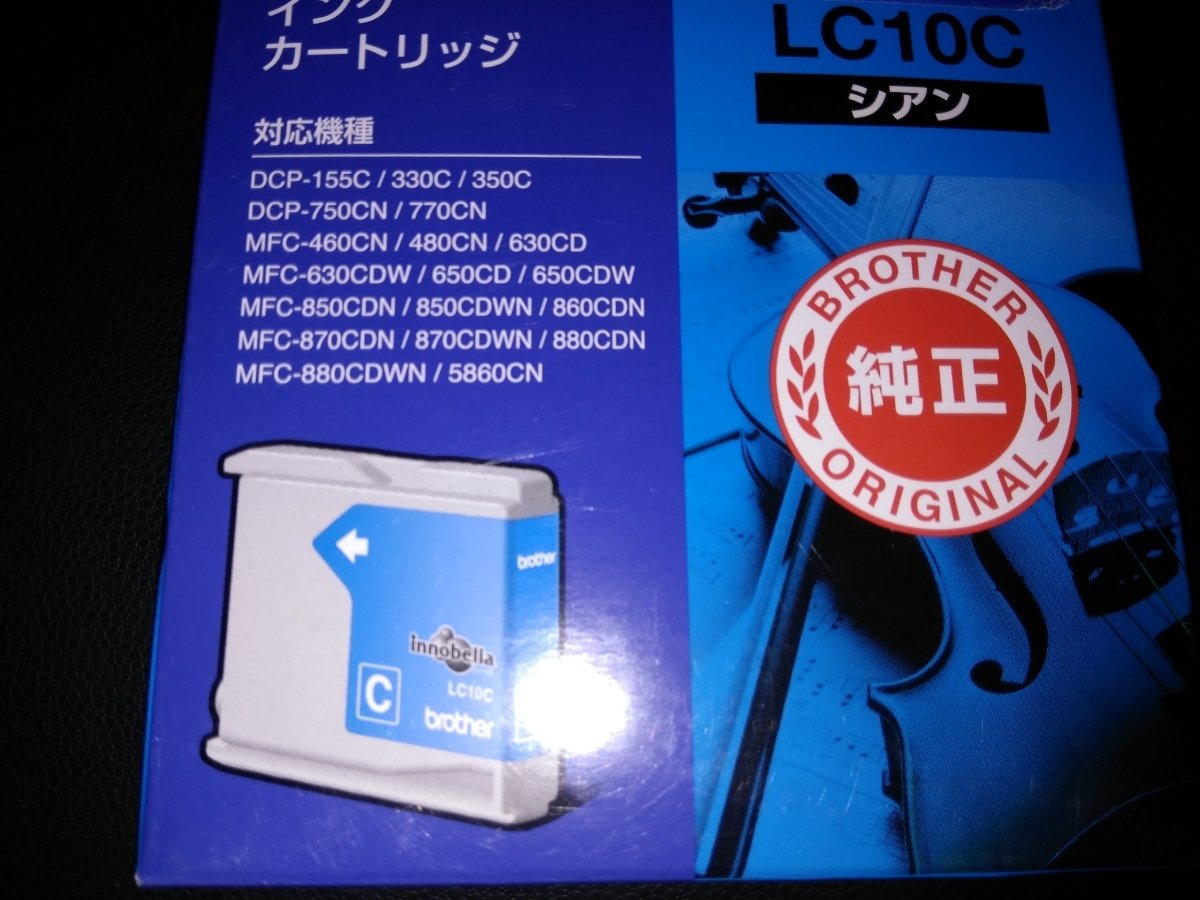 インク
カートリッジ
対応機種
DCP-155C / 330C / 350C
DCP-750CN / 770CN
MFC-460CN / 480CN / 630CD
MFC-630CDW / 650CD / 650CDW
MFC-850CDN / 850CDWN / 860CDN
MFC-870CDN / 870CDWN / 880CDN
MFC-880CDWN / 5860CN
brother
innobella
C
LC10C
brother
LC10C
シアン
BROTHER
純正
ORIGINAL